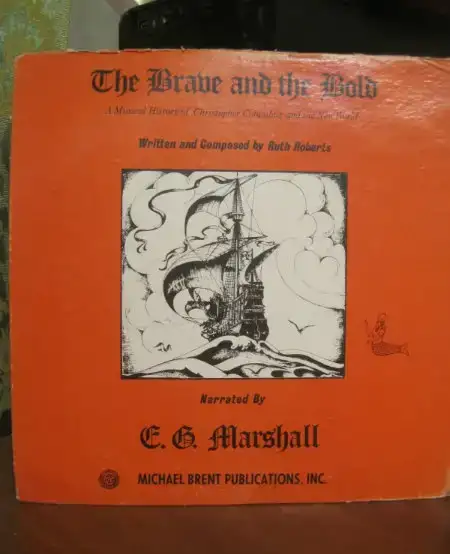 The Brave and the Bold
A Musical History of Christopher Columbus and the New World
Written and Composed by Ruth Roberts
Narrated By
E. G. Marshall
MICHAEL BRENT PUBLICATIONS, INC.